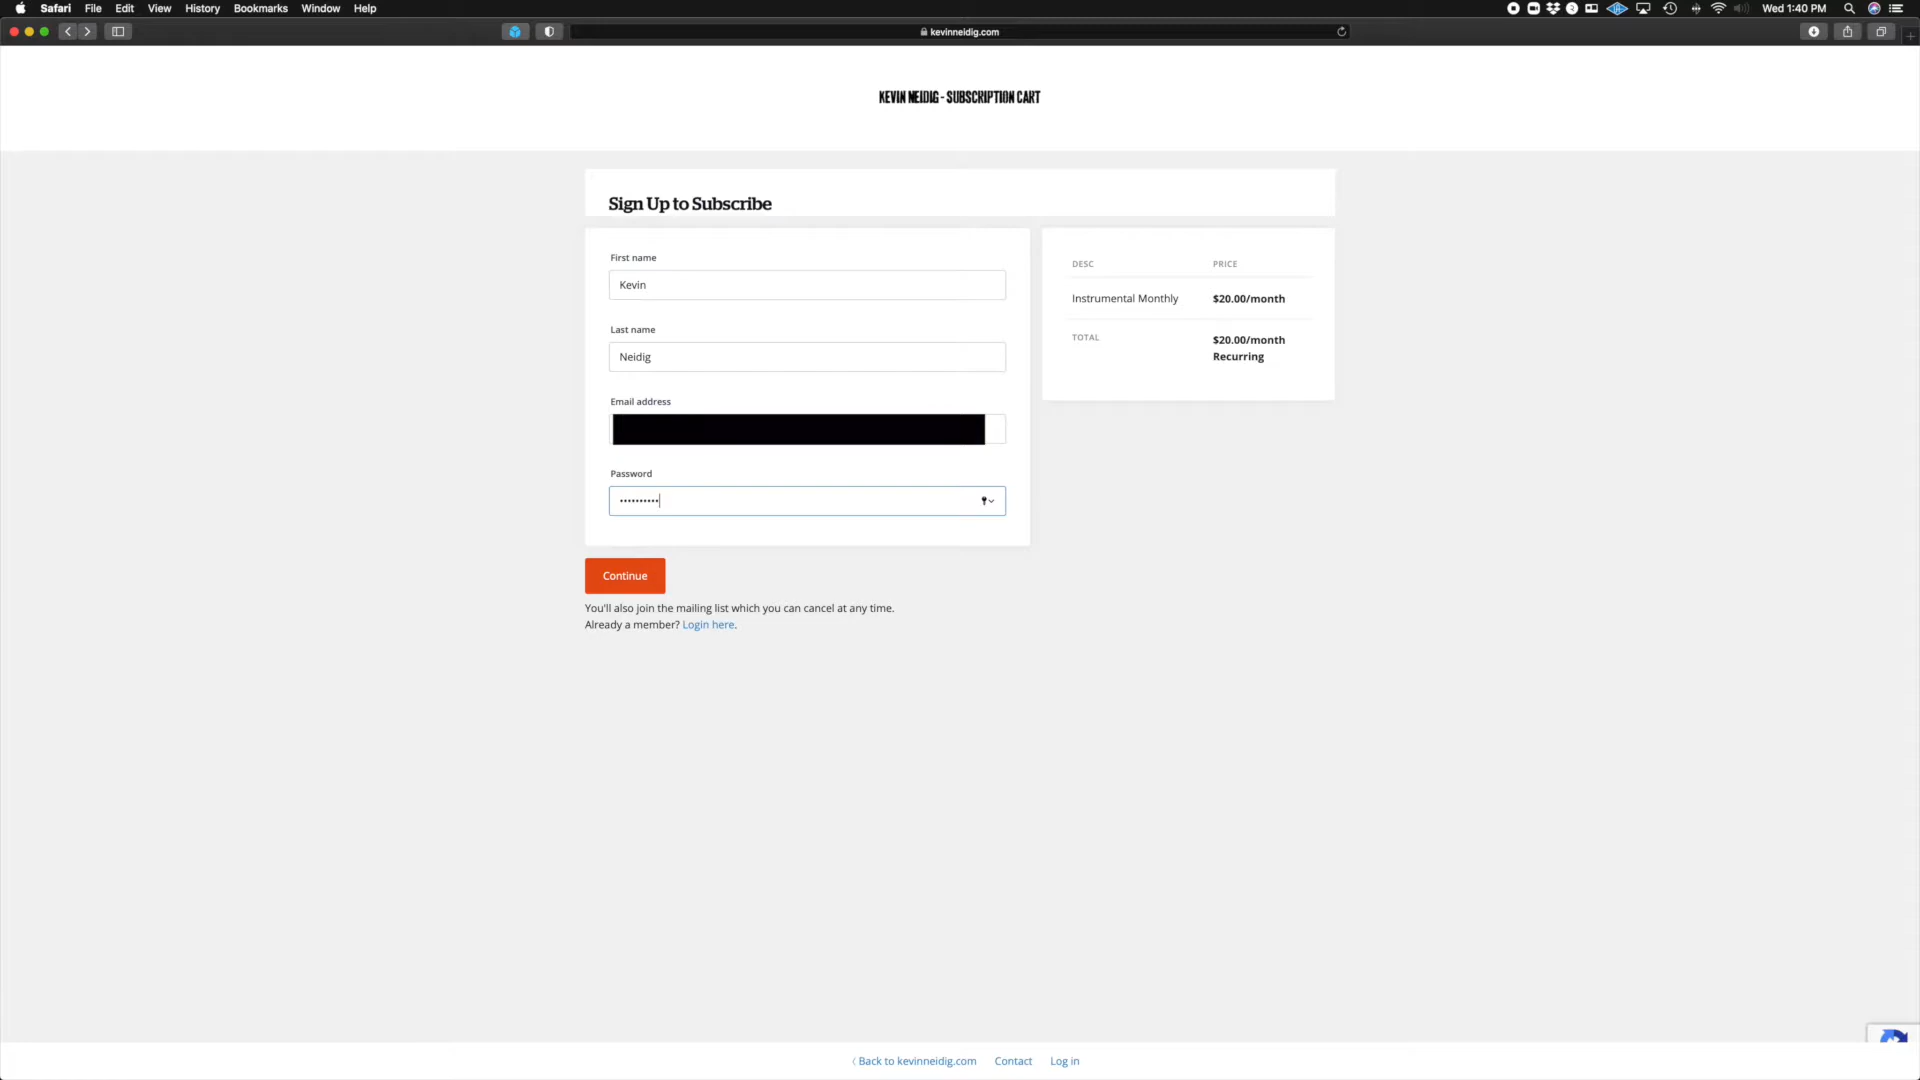 Safari File Edit View History Bookmarks Window Help
Wed 1:40 PM
kevinneidig.com
KEVIN NEIDIG - SUBSCRIPTION CART
Sign Up to Subscribe
First name
Kevin
Last name
Neidig
Email address
Password
••••••••••
Continue
You'll also join the mailing list which you can cancel at any time.
Already a member? Login here.
DESC PRICE
Instrumental Monthly $20.00/month
TOTAL $20.00/month
Recurring
Back to kevinneidig.com Contact Log in